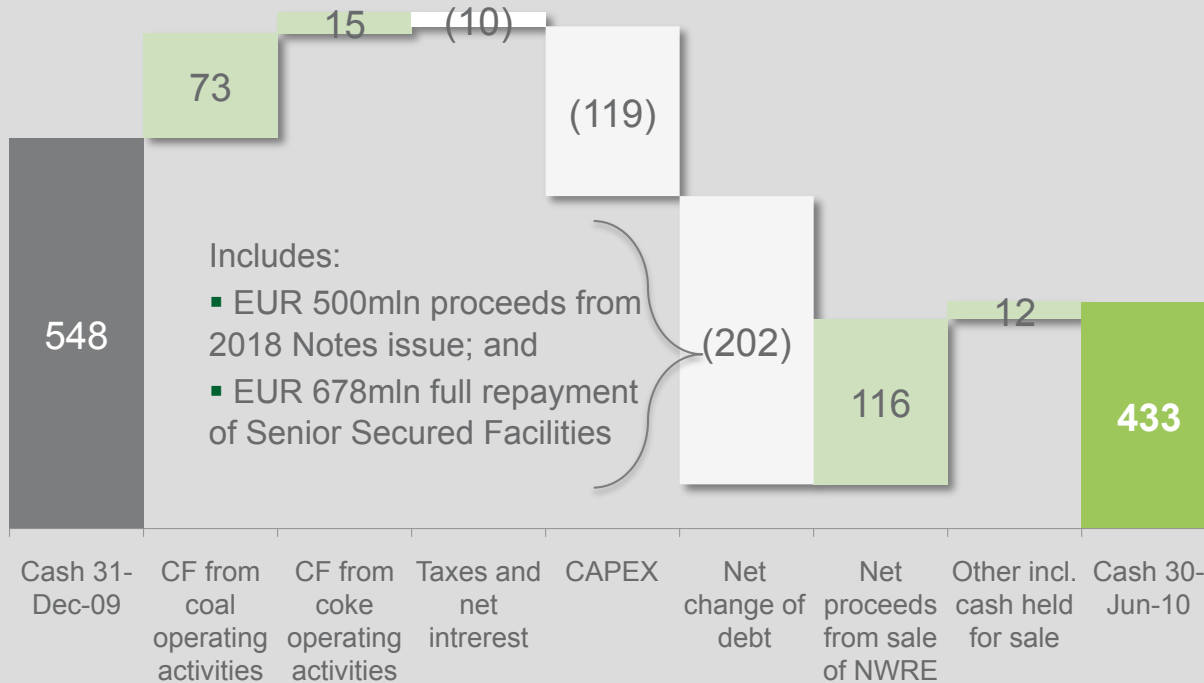 15
(10)
73
(119)
Includes:
▪ EUR 500mln proceeds from
2018 Notes issue; and
▪ EUR 678mln full repayment
of Senior Secured Facilities
548
(202)
116
12
433
Cash 31-
Dec-09
CF from
coal
operating
activities
CF from
coke
operating
activities
Taxes and
net
intrerest
CAPEX
Net
change of
debt
Net
proceeds
from sale
of NWRE
Other incl.
cash held
for sale
Cash 30-
Jun-10